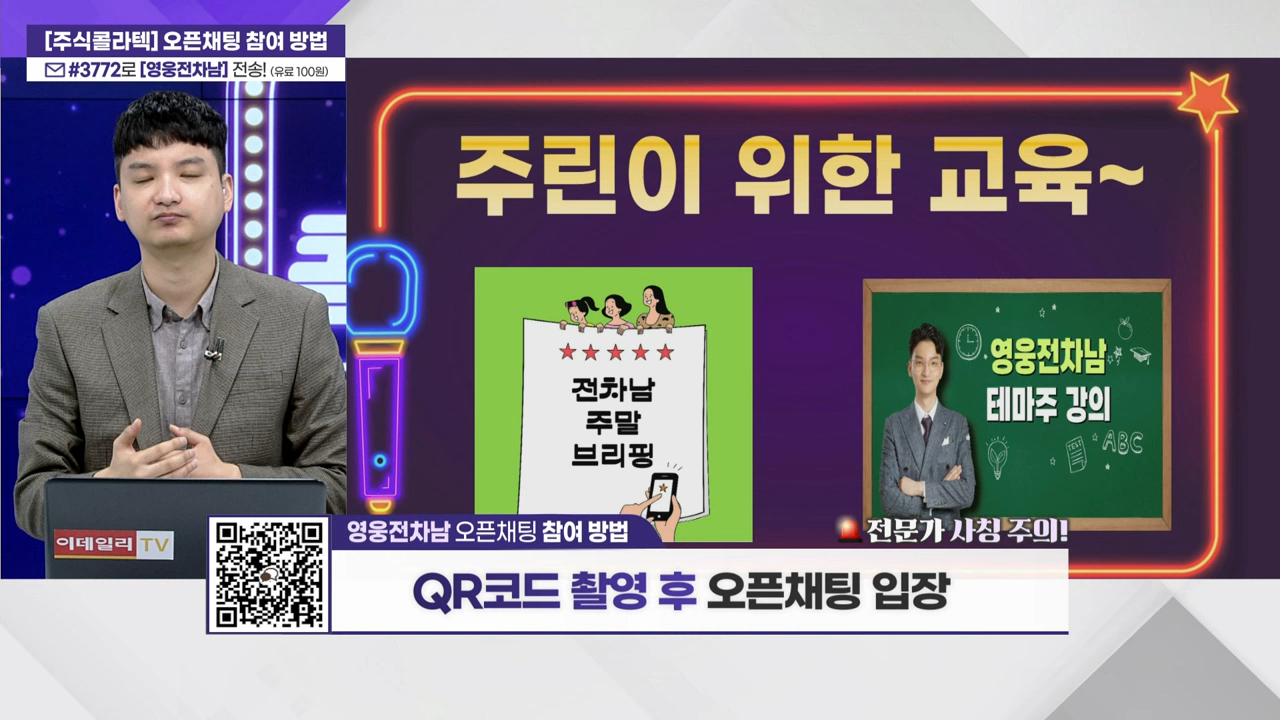 [주식콜라텍] 오픈채팅 참여 방법
#3772로 [영웅전차남] 전송! (유료 100원)
주린이 위한 교육~
전차남
주말
브리핑
영웅전차남
테마주 강의
TEST
ABC
이데일리 TV
영웅전차남 오픈채팅 참여 방법
전문가 사칭 주의!
QR코드 촬영 후 오픈채팅 입장